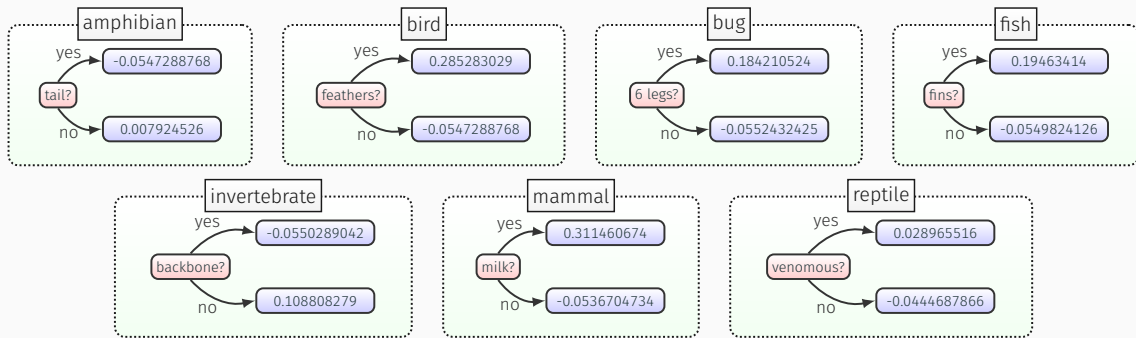 amphibian
yes
-0.0547288768
tail?
no
0.007924526
bird
yes
0.285283029
feathers?
no
-0.0547288768
bug
yes
0.184210524
6 legs?
no
-0.0552432425
fish
yes
0.19463414
fins?
no
-0.0549824126
invertebrate
yes
-0.0550289042
backbone?
no
0.108808279
mammal
yes
0.311460674
milk?
no
-0.0536704734
reptile
yes
0.028965516
venomous?
no
-0.0444687866